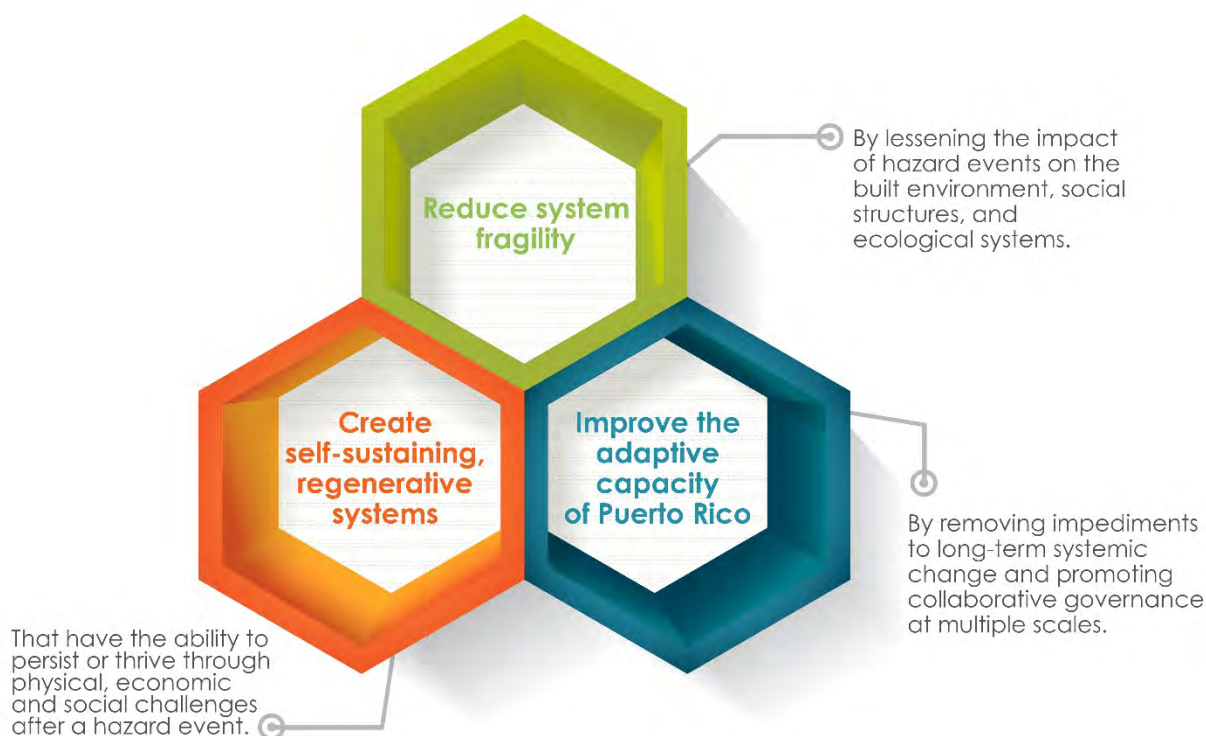 Reduce system
fragility
By lessening the impact
of hazard events on the
built environment, social
structures, and
ecological systems.
Create
self-sustaining,
regenerative
systems
Improve the
adaptive
capacity
of Puerto Rico
By removing impediments
to long-term systemic
change and promoting
collaborative governance
at multiple scales.
That have the ability to
persist or thrive through
physical, economic
and social challenges
after a hazard event.